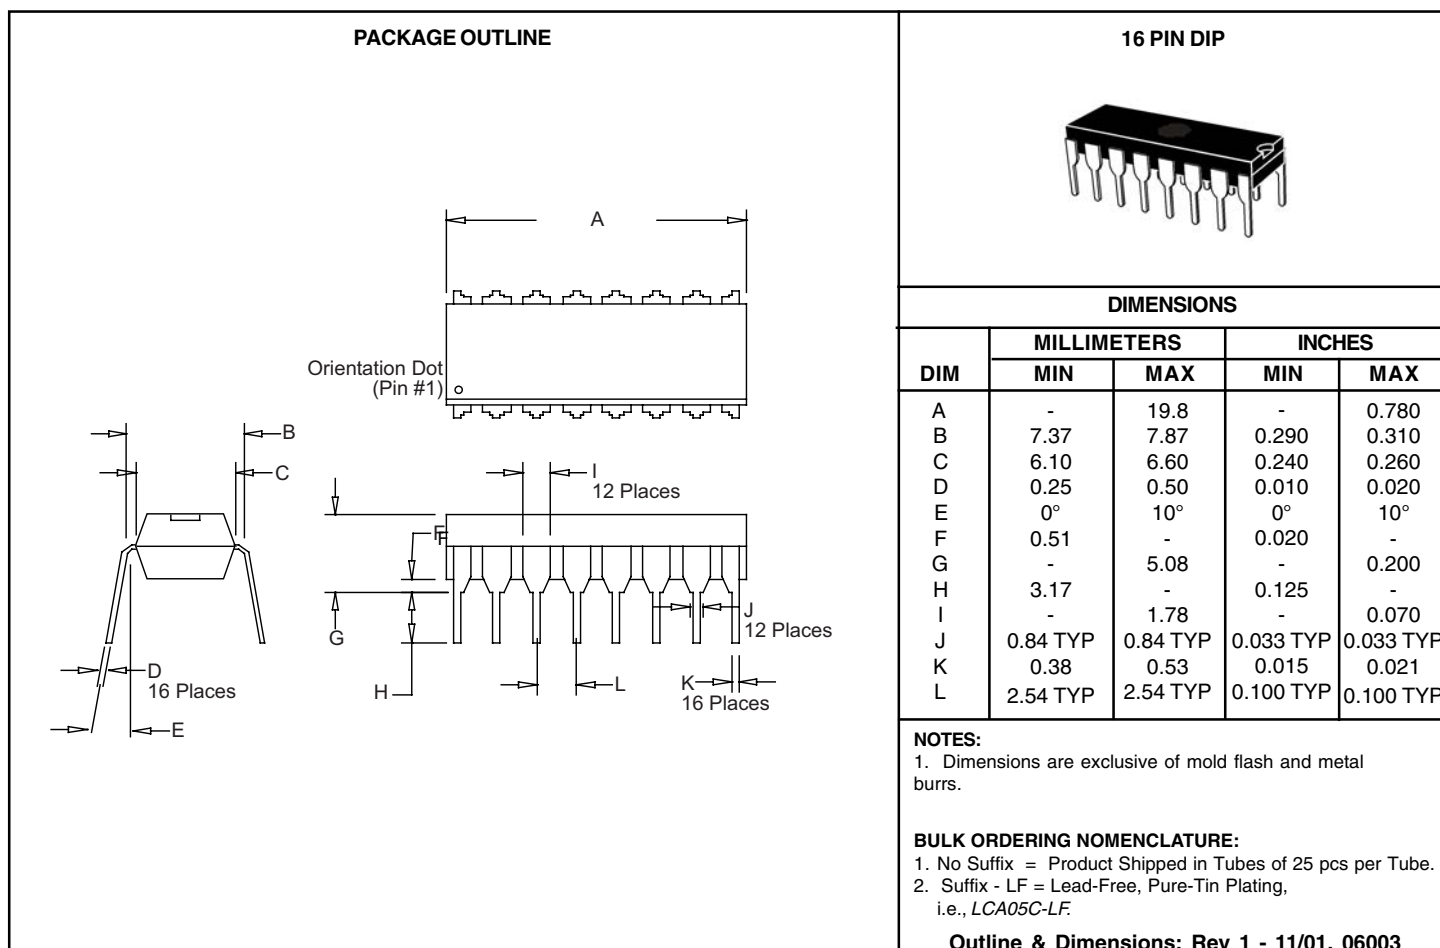 PACKAGE OUTLINE
A
Orientation Dot
(Pin #1)
B
C
I
12 Places
F
G
J
12 Places
D
16 Places
H
L
K
16 Places
E
16 PIN DIP
DIMENSIONS
MILLIMETERS INCHES
DIM MIN MAX MIN MAX
A - 19.8 - 0.780
B 7.37 7.87 0.290 0.310
C 6.10 6.60 0.240 0.260
D 0.25 0.50 0.010 0.020
E 0° 10° 0° 10°
F 0.51 - 0.020 -
G - 5.08 - 0.200
H 3.17 - 0.125 -
I - 1.78 - 0.070
J 0.84 TYP 0.84 TYP 0.033 TYP 0.033 TYP
K 0.38 0.53 0.015 0.021
L 2.54 TYP 2.54 TYP 0.100 TYP 0.100 TYP
NOTES:
1. Dimensions are exclusive of mold flash and metal
burrs.
BULK ORDERING NOMENCLATURE:
1. No Suffix = Product Shipped in Tubes of 25 pcs per Tube.
2. Suffix - LF = Lead-Free, Pure-Tin Plating,
i.e., LCA05C-LF.
Outline & Dimensions: Rev 1 - 11/01, 06003